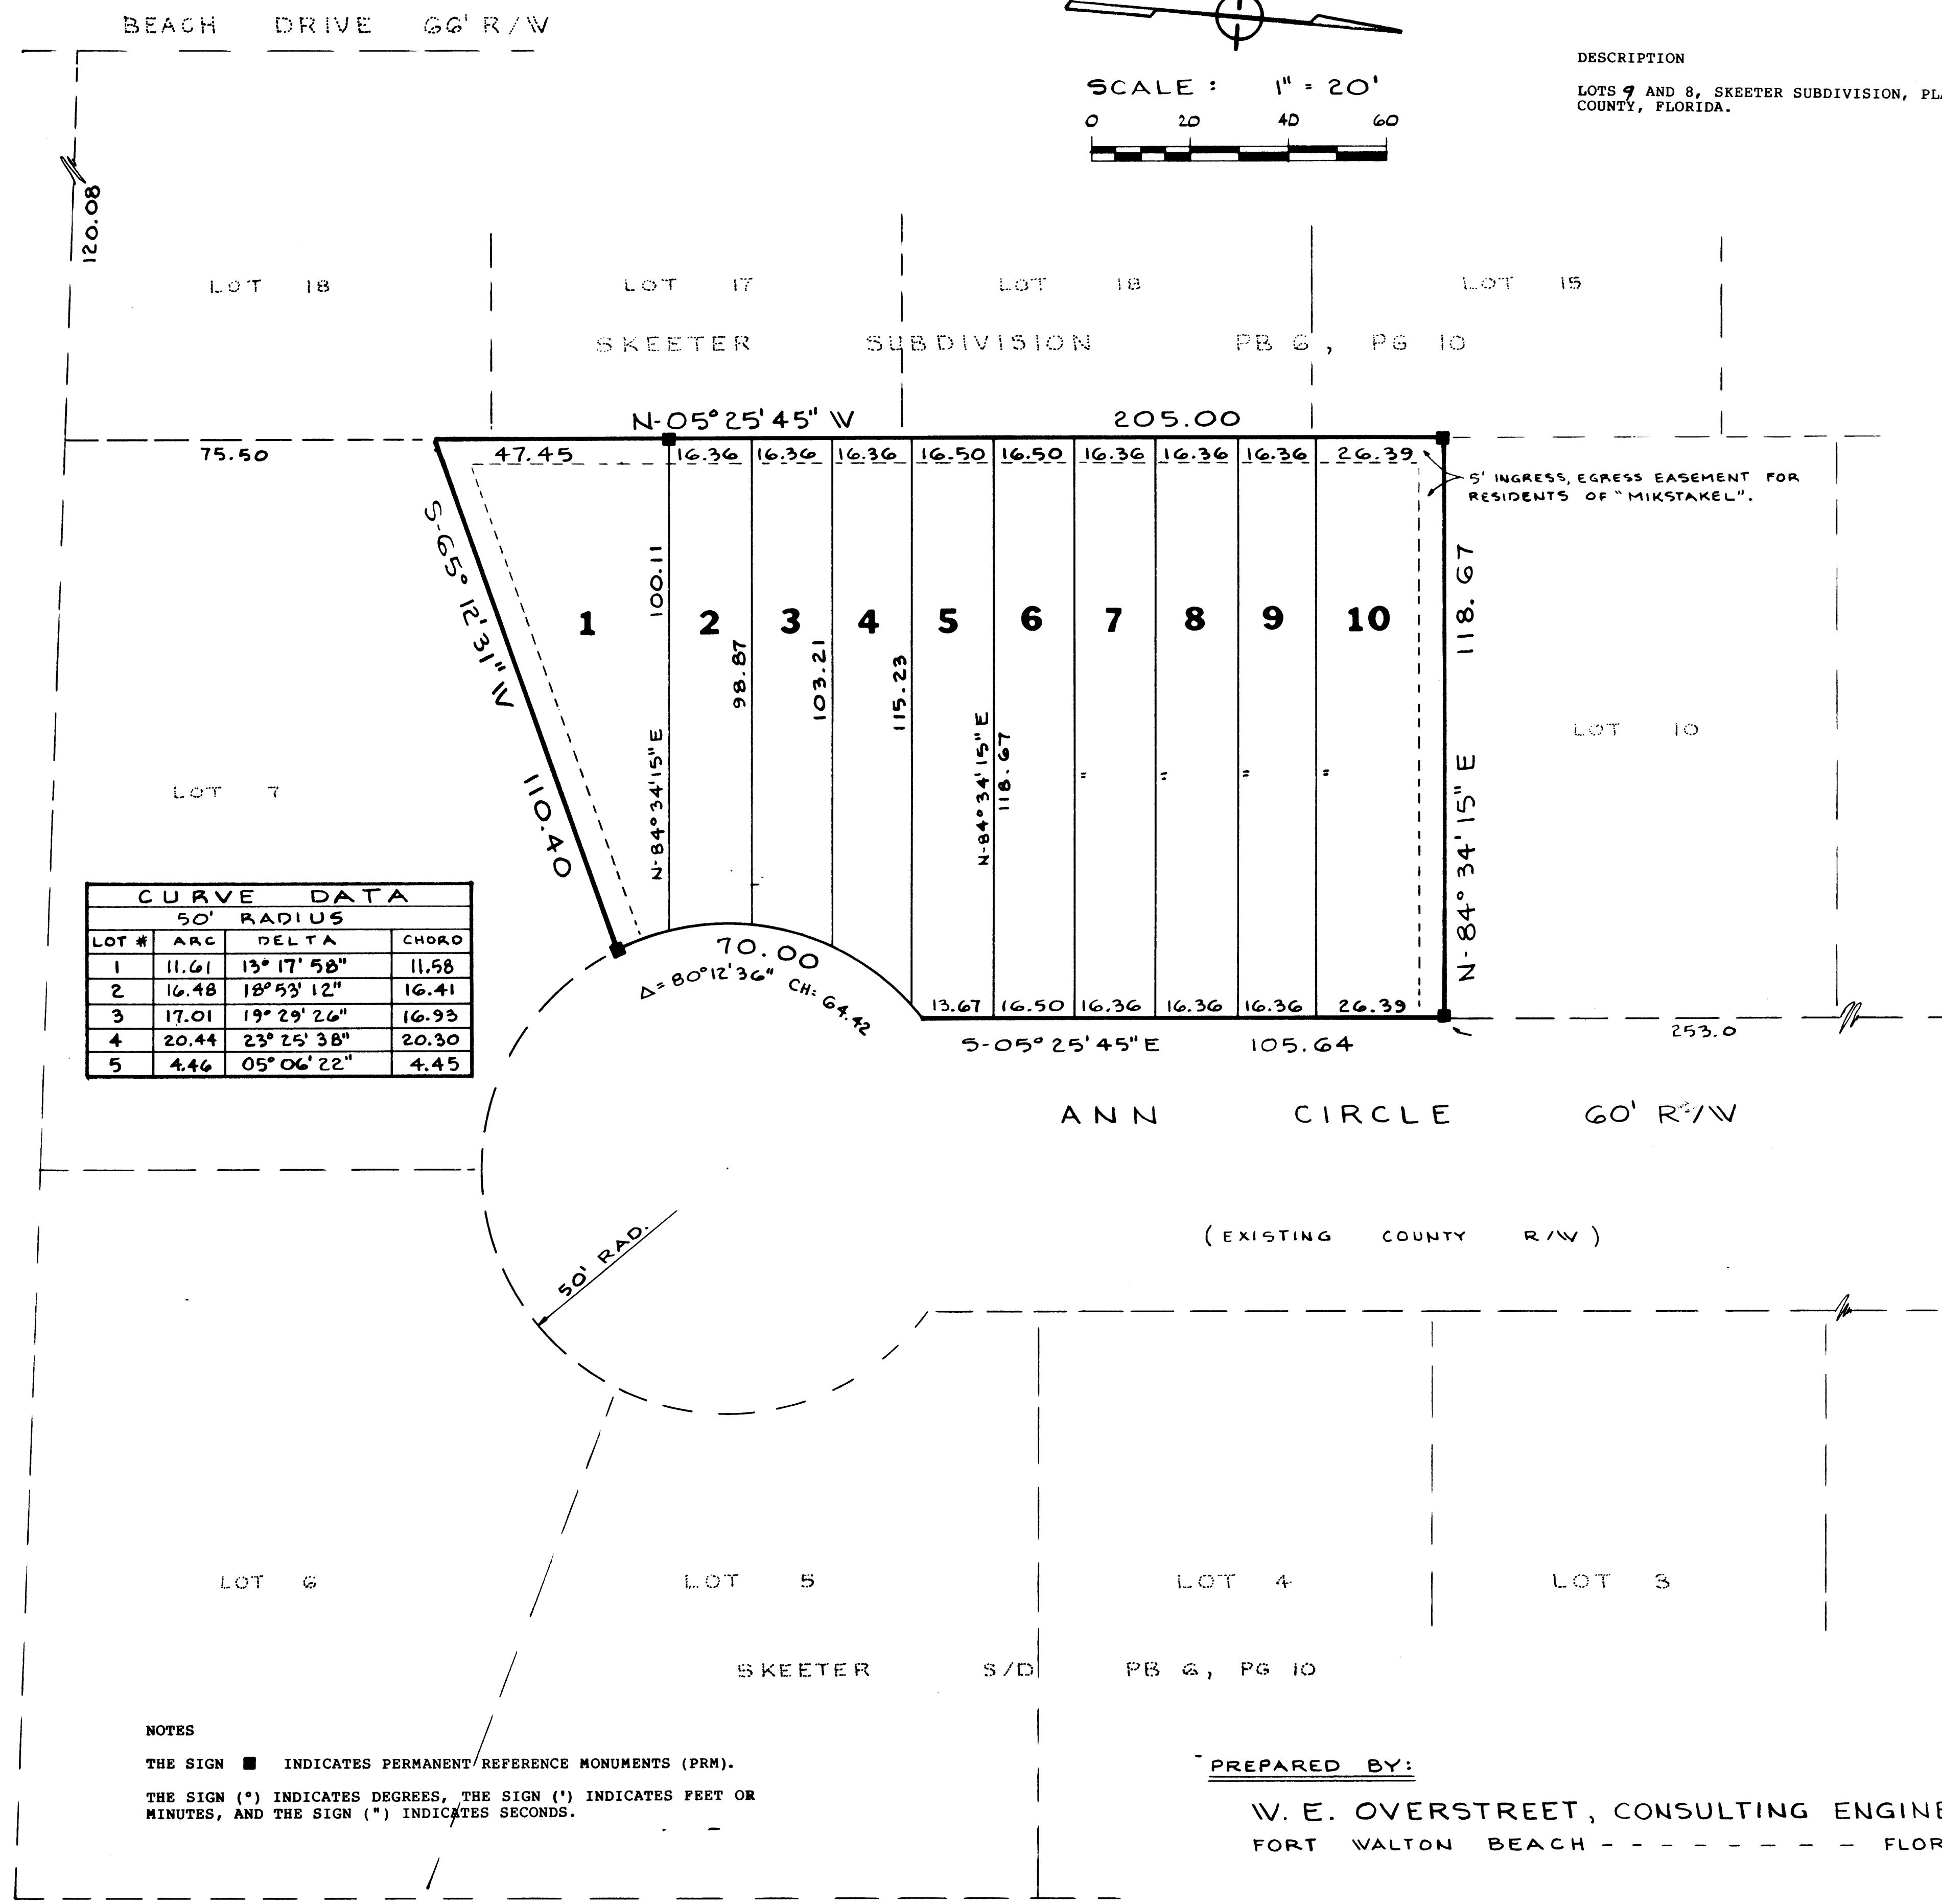 BEACH DRIVE 66' R/W
SCALE : 1" = 20'
0 20 40 60
DESCRIPTION
LOTS 9 AND 8, SKEETER SUBDIVISION,
COUNTY, FLORIDA.
120.08
LOT 18
LOT 17
LOT 18
LOT 15
SKEETER SUBDIVISION PB 6, PG 10
N-05°25'45" W 205.00
75.50
47.45
16.36
16.36
16.36
16.50
16.50
16.36
16.36
16.36
26.39
5' INGRESS, EGRESS EASEMENT FOR
RESIDENTS OF "MIKSTAKEL".
S-65° 12'31" W 110.40
1
2
3
4
5
6
7
8
9
10
100.11
N-84°34'15"E
98.87
103.21
115.23
N-84°34'15"E
118.67
"
"
"
"
118.67
N-84° 34' 15" E
LOT 10
LOT 7
CURVE DATA
50' RADIUS
LOT # ARC DELTA CHORD
1 11.61 13° 17' 58" 11.58
2 16.48 18° 53' 12" 16.41
3 17.01 19° 29' 26" 16.93
4 20.44 23° 25' 38" 20.30
5 4.46 05° 06' 22" 4.45
70.00
Δ= 80°12'36" CH= 64.42
13.67
16.50
16.36
16.36
16.36
26.39
S-05°25'45"E 105.64
253.0
ANN CIRCLE 60' R/W
50' RAD.
(EXISTING COUNTY R/W)
LOT 6
LOT 5
LOT 4
LOT 3
SKEETER S/D PB 6, PG 10
NOTES
THE SIGN ■ INDICATES PERMANENT REFERENCE MONUMENTS (PRM).
THE SIGN (°) INDICATES DEGREES, THE SIGN (') INDICATES FEET OR
MINUTES, AND THE SIGN (") INDICATES SECONDS.
PREPARED BY:
W. E. OVERSTREET, CONSULTING
FORT WALTON BEACH - - - - - - - -